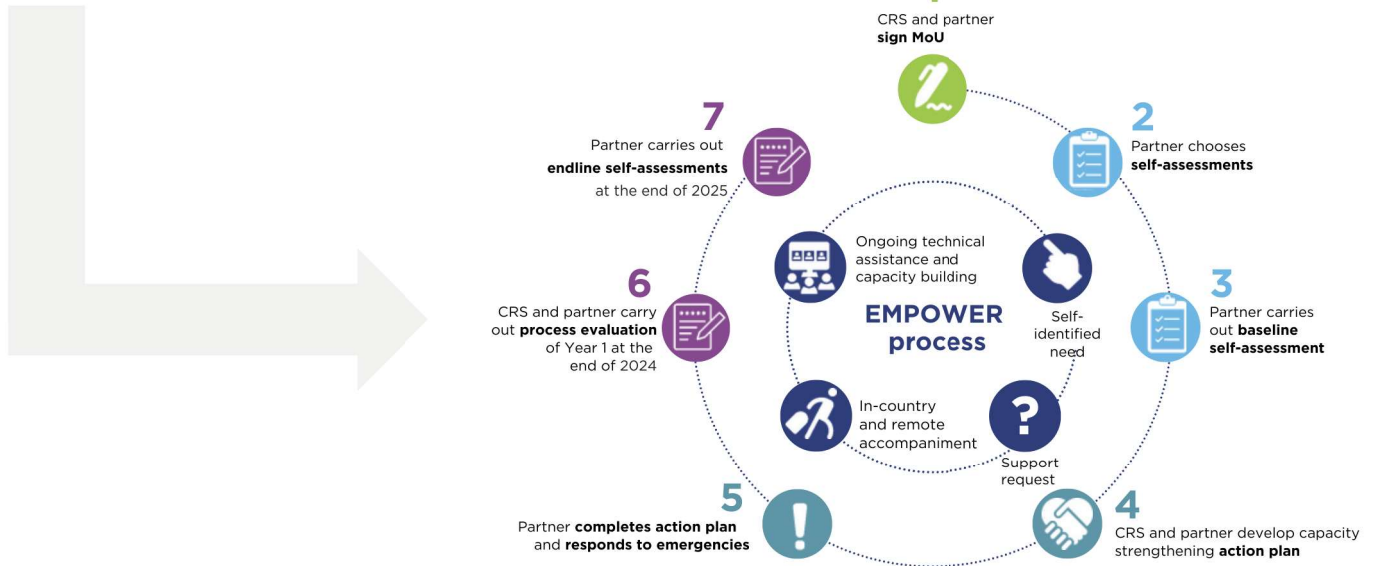 CRS and partner
sign MoU
2
Partner chooses
self-assessments
3
Partner carries
out baseline
self-assessment
4
CRS and partner develop capacity
strengthening action plan
5
Partner completes action plan
and responds to emergencies
6
CRS and partner carry
out process evaluation
of Year 1 at the
end of 2024
7
Partner carries out
endline self-assessments
at the end of 2025
EMPOWER
process
Self-
identified
need
?
Support
request
In-country
and remote
accompaniment
Ongoing technical
assistance and
capacity building
!